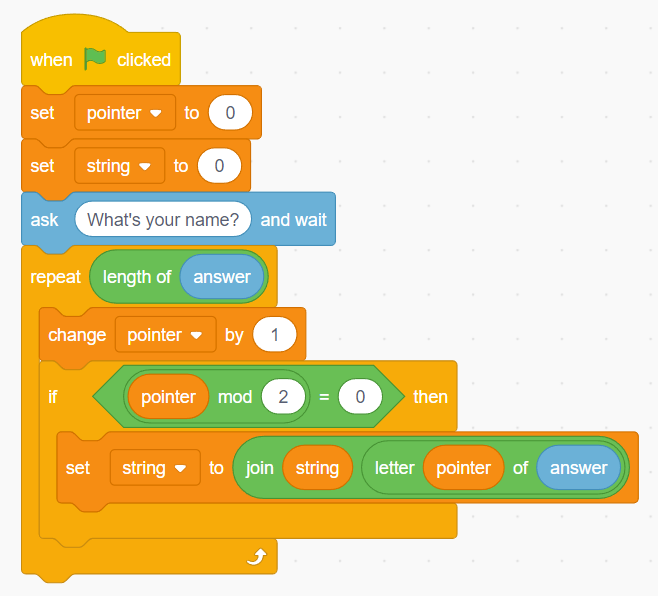 when clicked
set pointer to 0
set string to 0
ask What's your name? and wait
repeat length of answer
change pointer by 1
if pointer mod 2 = 0 then
set string to join string letter pointer of answer